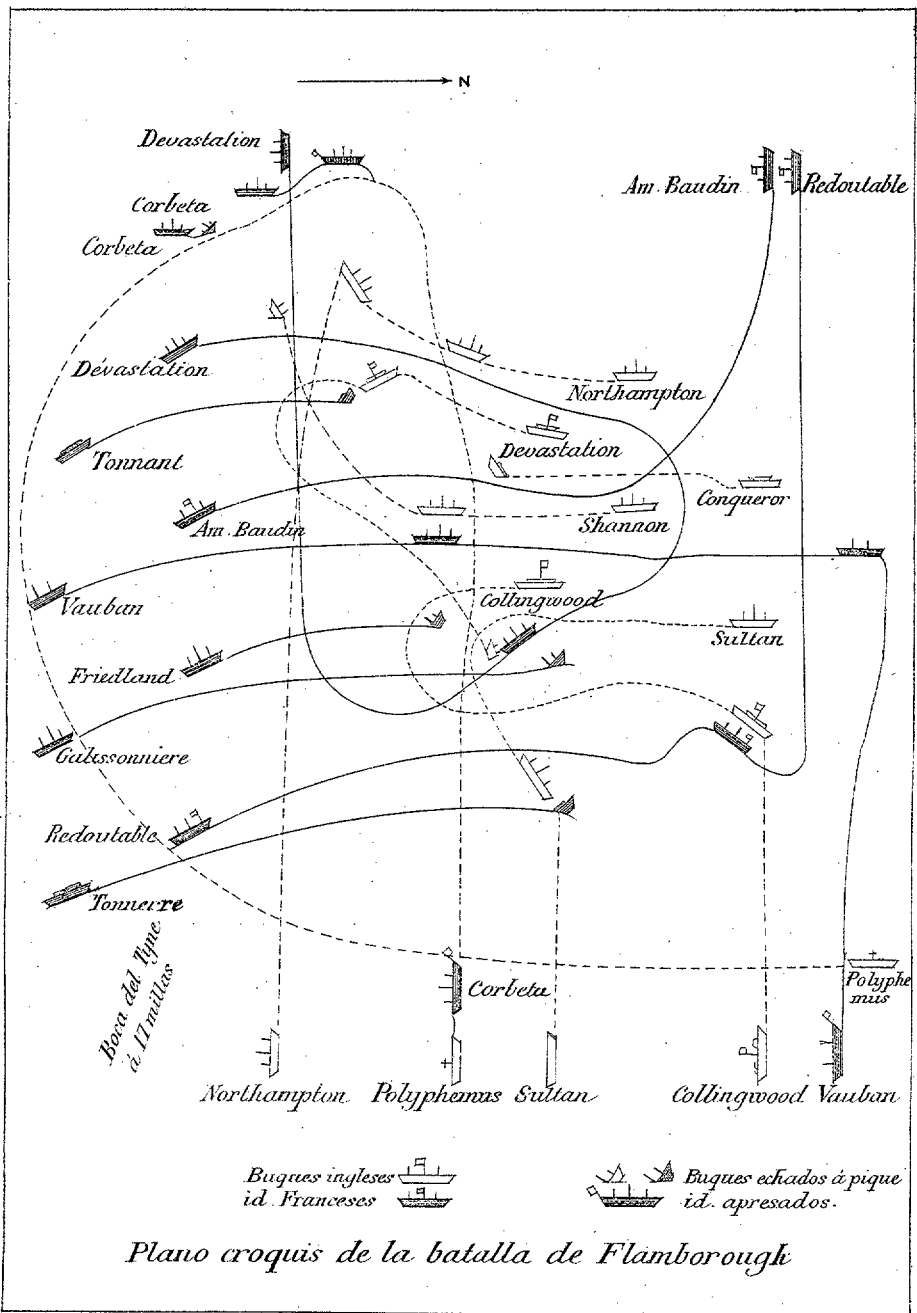 N
Devastation
Am. Baudin
Redoutable
Corbeta
Corbeta
Dévastation
Northampton
Tonnant
Devastation
Conqueror
Am. Baudin
Shannon
Vauban
Collingwood
Sultan
Friedland
Galissonniere
Redoutable
Tonnerre
Boca del Tyne
à 17 millas
Corbeta
Polyphe
mus
Northampton
Polyphemus
Sultan
Collingwood
Vauban
Buques ingleses
id. Franceses
Buques echados á pique
id. apresados.
Plano croquis de la batalla de Flamborough